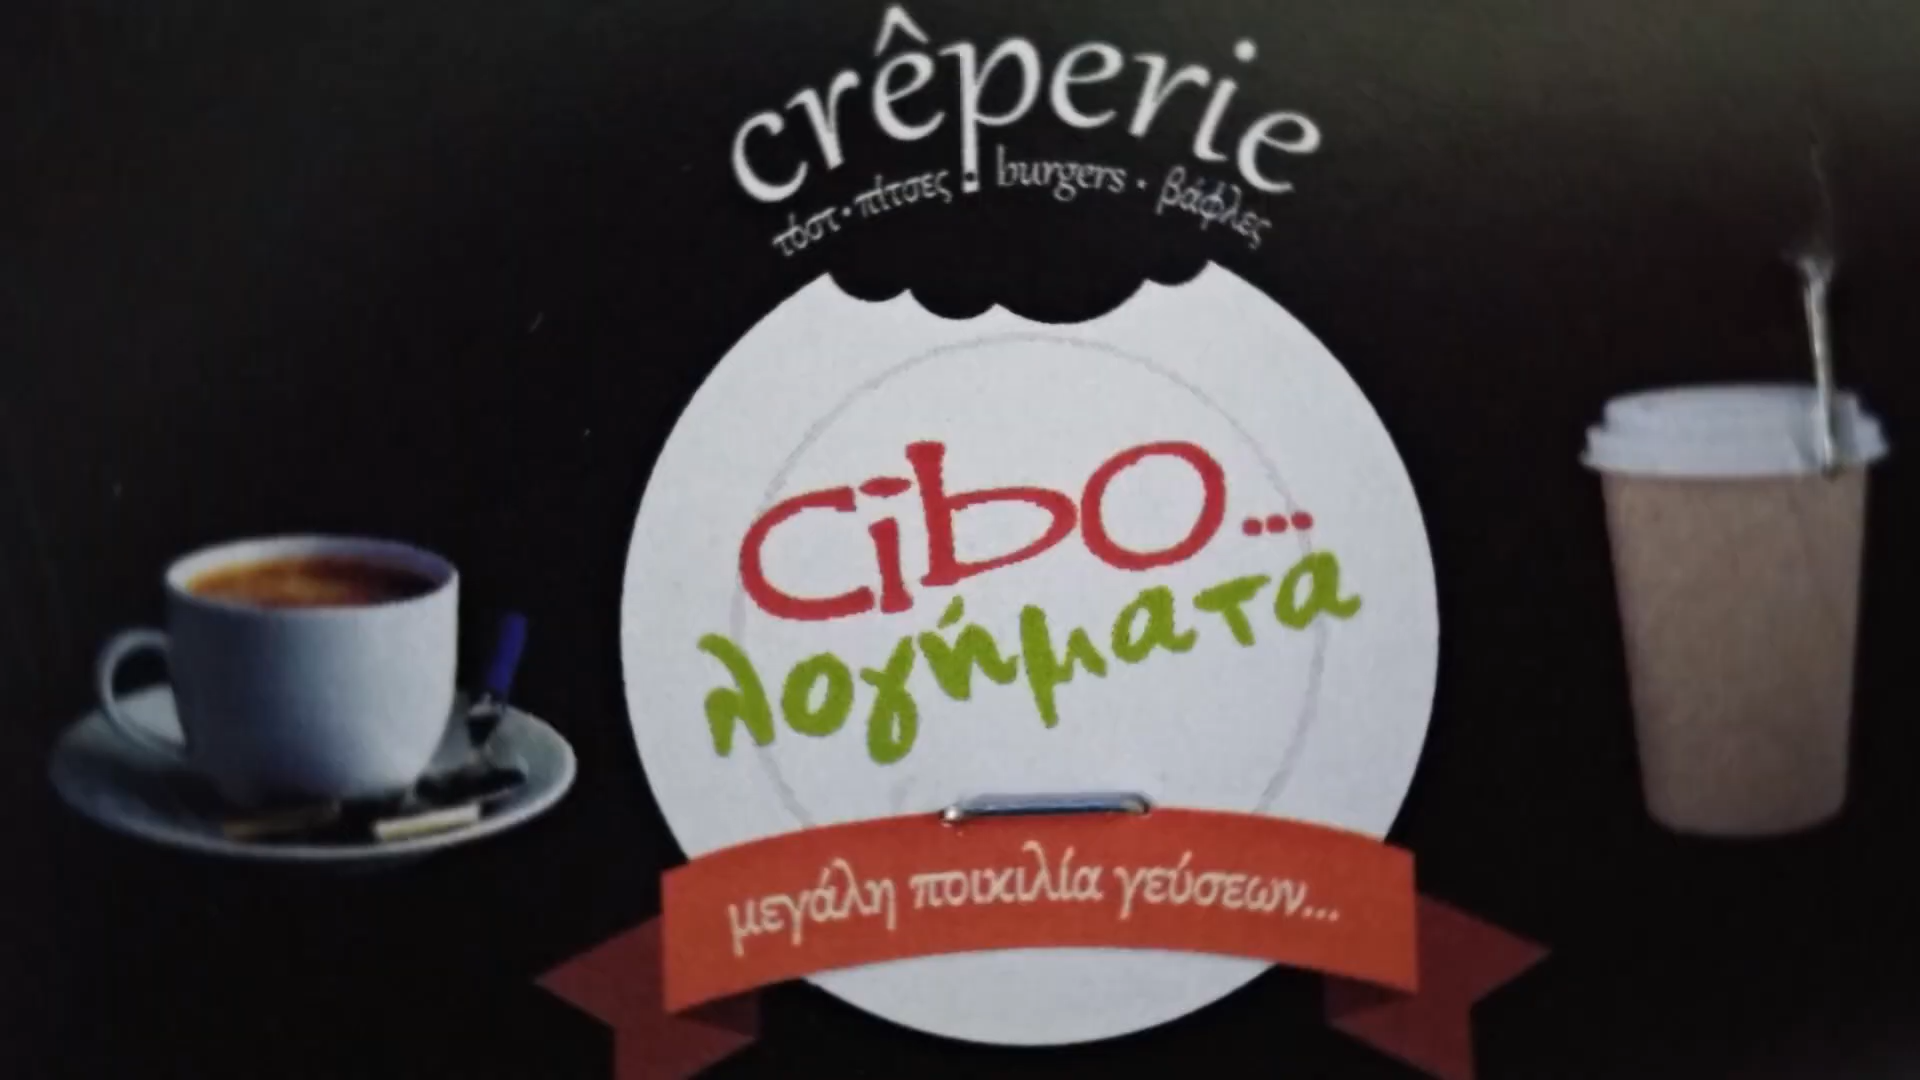 crêperie
τόστ · πίτσες · burgers · βάφλες
cibo...
λογήματα
μεγάλη ποικιλία γεύσεων...